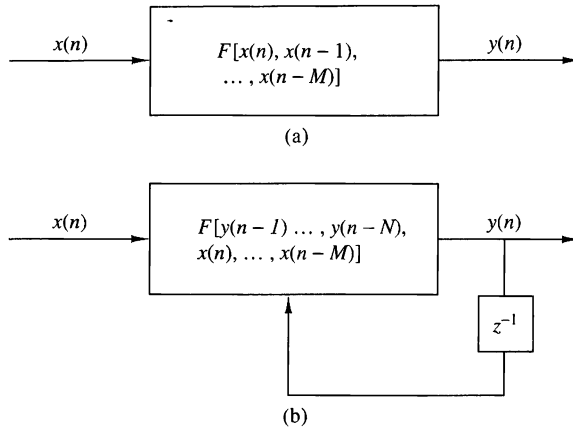 x(n)
F[x(n), x(n − 1),
… , x(n − M)]
y(n)
(a)
x(n)
F[y(n − 1) … , y(n − N),
x(n), … , x(n − M)]
y(n)
z⁻¹
(b)